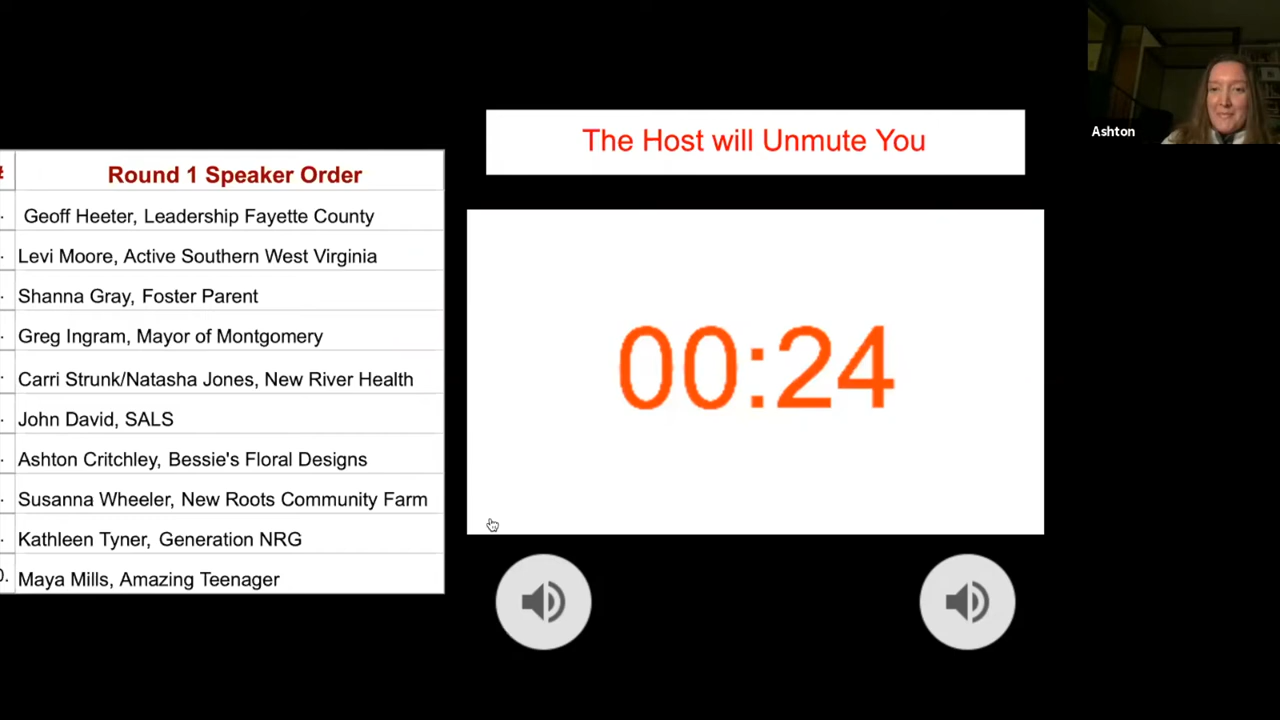 The Host will Unmute You
Ashton
Round 1 Speaker Order
Geoff Heeter, Leadership Fayette County
Levi Moore, Active Southern West Virginia
Shanna Gray, Foster Parent
Greg Ingram, Mayor of Montgomery
Carri Strunk/Natasha Jones, New River Health
John David, SALS
Ashton Critchley, Bessie's Floral Designs
Susanna Wheeler, New Roots Community Farm
Kathleen Tyner, Generation NRG
Maya Mills, Amazing Teenager
00:24